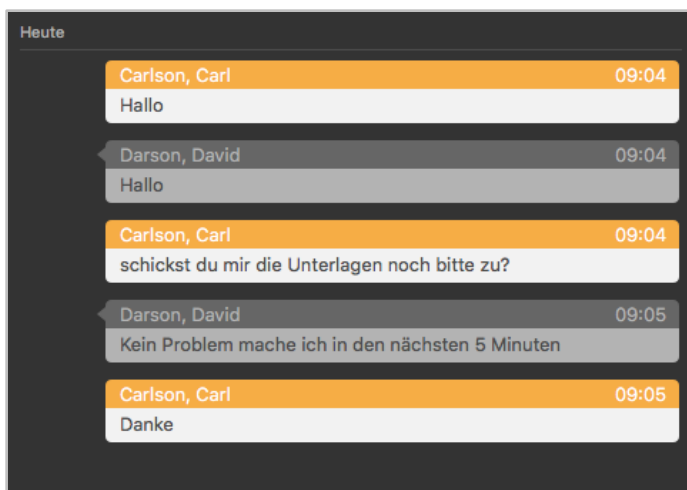 Heute
Carlson, Carl 09:04
Hallo
Darson, David 09:04
Hallo
Carlson, Carl 09:04
schickst du mir die Unterlagen noch bitte zu?
Darson, David 09:05
Kein Problem mache ich in den nächsten 5 Minuten
Carlson, Carl 09:05
Danke